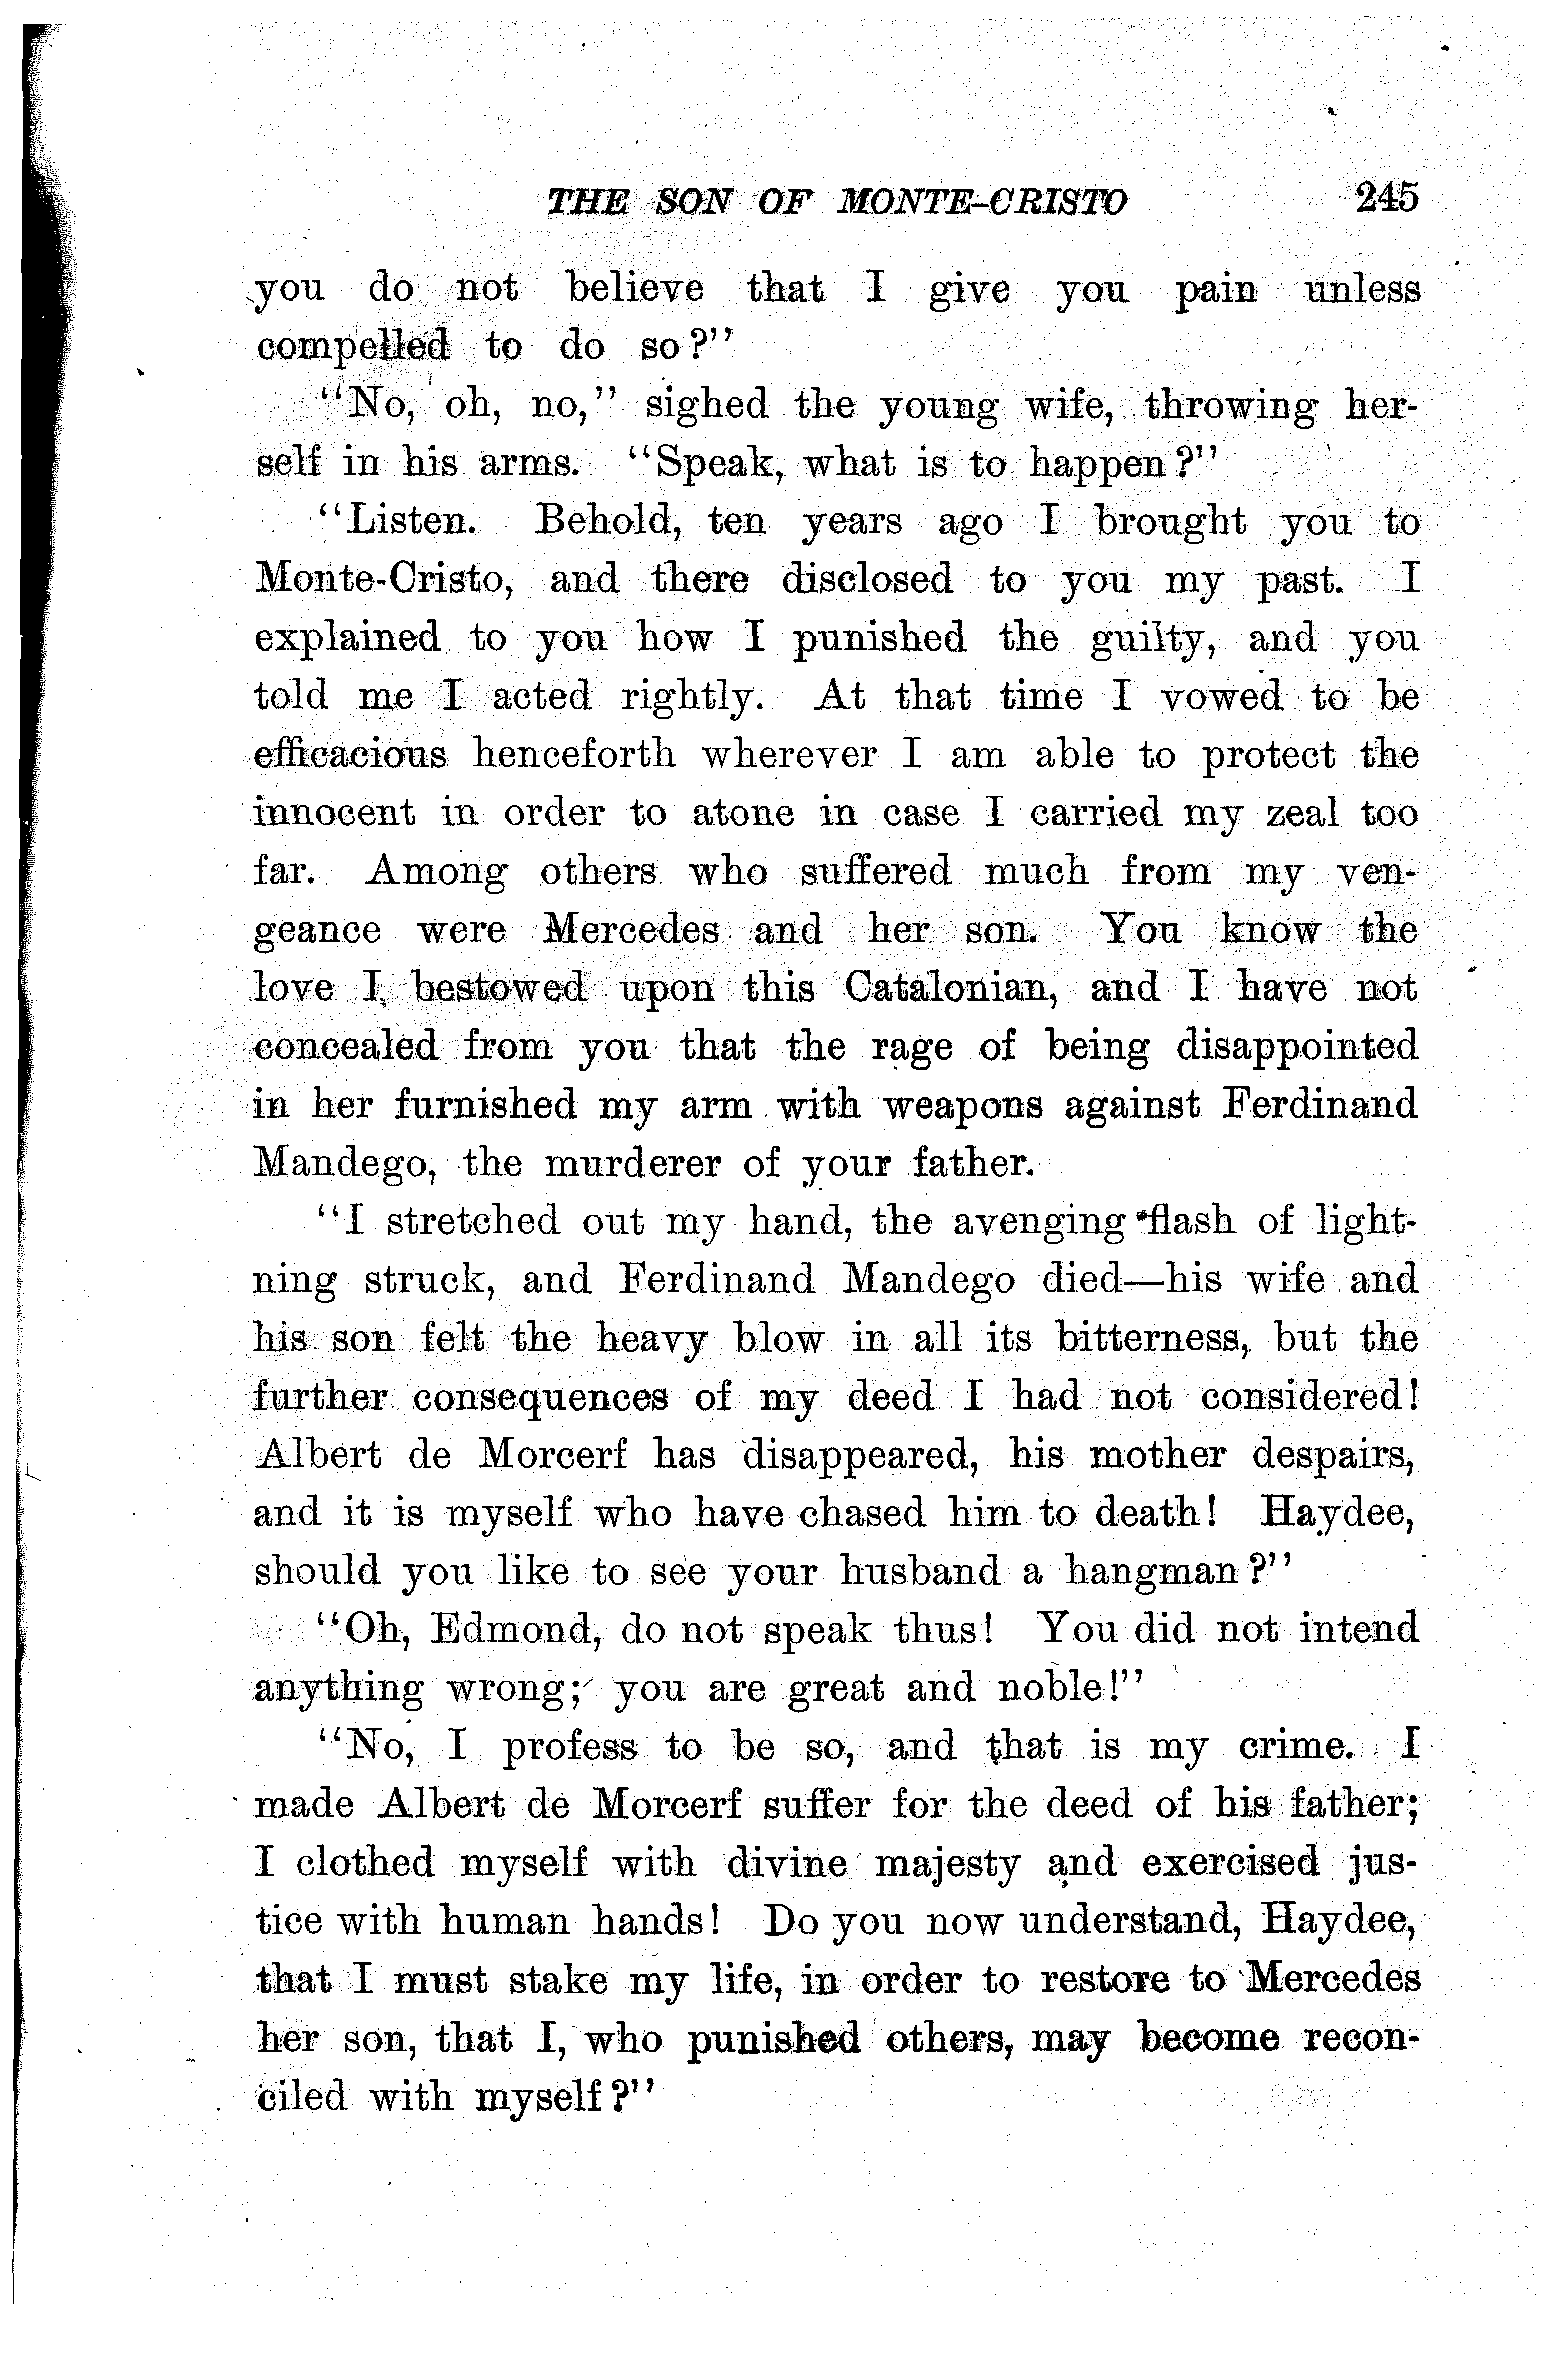 THE SON OF MONTE-CRISTO 245
you do not believe that I give you pain unless
compelled to do so?"
"No, oh, no," sighed the young wife, throwing her-
self in his arms. "Speak, what is to happen?"
"Listen. Behold, ten years ago I brought you to
Monte-Cristo, and there disclosed to you my past. I
explained to you how I punished the guilty, and you
told me I acted rightly. At that time I vowed to be
efficacious henceforth wherever I am able to protect the
innocent in order to atone in case I carried my zeal too
far. Among others who suffered much from my ven-
geance were Mercedes and her son. You know the
love I bestowed upon this Catalonian, and I have not
concealed from you that the rage of being disappointed
in her furnished my arm with weapons against Ferdinand
Mandego, the murderer of your father.
"I stretched out my hand, the avenging flash of light-
ning struck, and Ferdinand Mandego died—his wife and
his son felt the heavy blow in all its bitterness, but the
further consequences of my deed I had not considered!
Albert de Morcerf has disappeared, his mother despairs,
and it is myself who have chased him to death! Haydee,
should you like to see your husband a hangman?"
"Oh, Edmond, do not speak thus! You did not intend
anything wrong; you are great and noble!"
"No, I profess to be so, and that is my crime. I
made Albert de Morcerf suffer for the deed of his father;
I clothed myself with divine majesty and exercised jus-
tice with human hands! Do you now understand, Haydee,
that I must stake my life, in order to restore to Mercedes
her son, that I, who punished others, may become recon-
ciled with myself?"